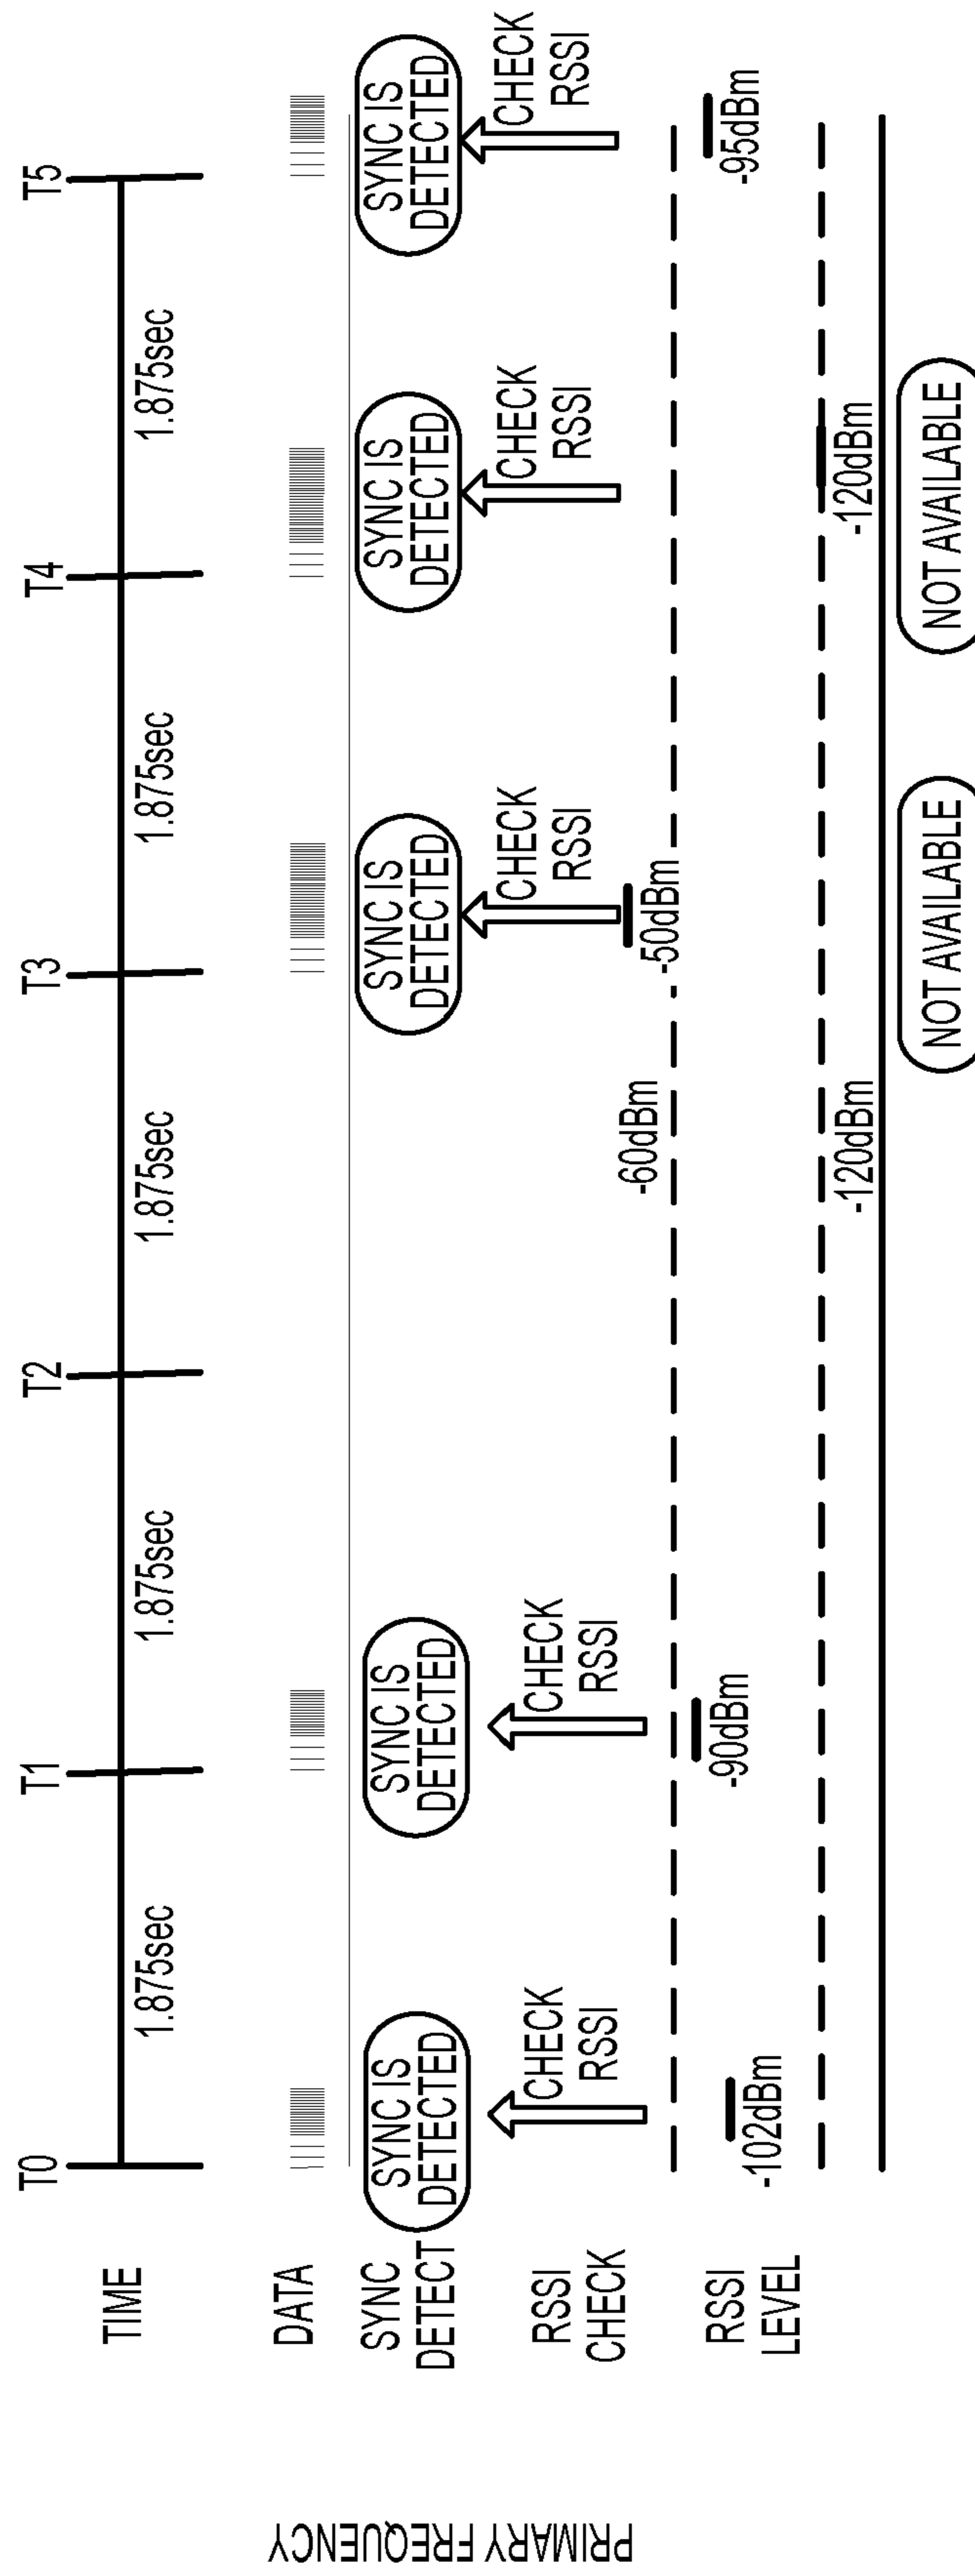 PRIMARY FREQUENCY
TIME
T0
T1
T2
T3
T4
T5
1.875sec
1.875sec
1.875sec
1.875sec
1.875sec
DATA
SYNC
DETECT
SYNC IS
DETECTED
SYNC IS
DETECTED
SYNC IS
DETECTED
SYNC IS
DETECTED
SYNC IS
DETECTED
RSSI
CHECK
CHECK
RSSI
CHECK
RSSI
CHECK
RSSI
CHECK
RSSI
CHECK
RSSI
RSSI
LEVEL
-102dBm
-90dBm
-60dBm
-50dBm
-120dBm
-120dBm
-95dBm
NOT AVAILABLE
NOT AVAILABLE